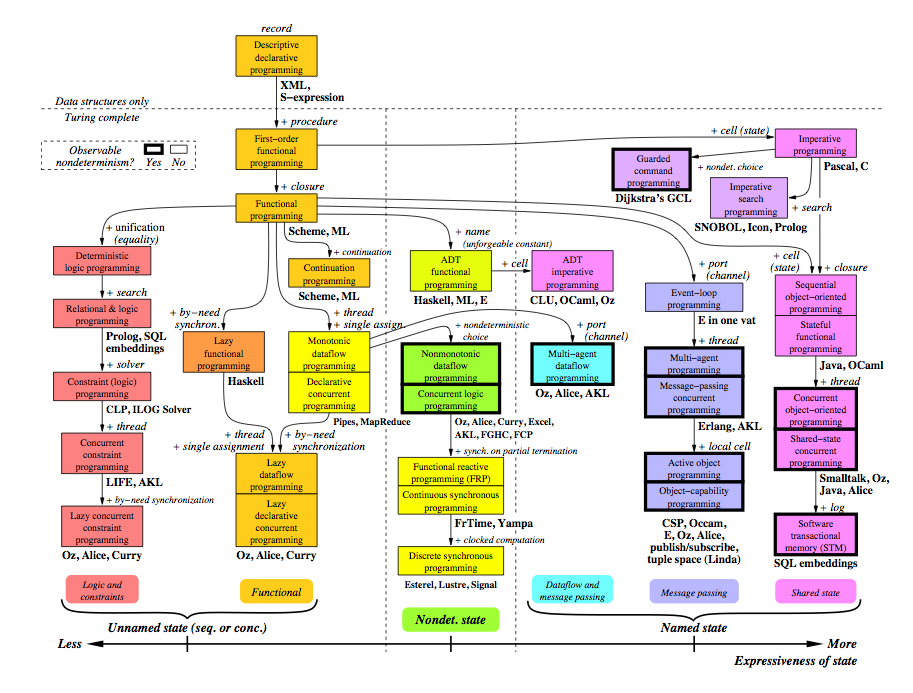 record
Descriptive
declarative
programming
XML,
S−expression
Data structures only
Turing complete
+ procedure
Observable
nondeterminism?
Yes
No
First−order
functional
programming
+ cell (state)
Imperative
programming
Pascal, C
Guarded
command
programming
+ nondet. choice
Dijkstra's GCL
Imperative
search
programming
+ search
SNOBOL, Icon, Prolog
+ closure
Functional
programming
Scheme, ML
+ unification
(equality)
+ continuation
+ name
(unforgeable constant)
+ cell
+ port
(channel)
+ cell
(state)
+ closure
Deterministic
logic programming
Continuation
programming
Scheme, ML
ADT
functional
programming
Haskell, ML, E
ADT
imperative
programming
CLU, OCaml, Oz
Event−loop
programming
E in one vat
Sequential
object−oriented
programming
Stateful
functional
programming
Java, OCaml
+ search
Relational & logic
programming
Prolog, SQL
embeddings
+ by−need
synchron.
+ thread
+ single assign.
+ nondeterministic
choice
+ port
(channel)
+ thread
Lazy
functional
programming
Haskell
Monotonic
dataflow
programming
Declarative
concurrent
programming
Pipes, MapReduce
Nonmonotonic
dataflow
programming
Concurrent logic
programming
Oz, Alice, Curry, Excel,
AKL, FGHC, FCP
Multi−agent
dataflow
programming
Oz, Alice, AKL
Multi−agent
programming
Message−passing
concurrent
programming
Erlang, AKL
+ thread
Concurrent
object−oriented
programming
Shared−state
concurrent
programming
Smalltalk, Oz,
Java, Alice
+ solver
Constraint (logic)
programming
CLP, ILOG Solver
+ thread
Concurrent
constraint
programming
LIFE, AKL
+ by−need synchronization
Lazy concurrent
constraint
programming
Oz, Alice, Curry
+ thread
+ single assignment
+ by−need
synchronization
Lazy
dataflow
programming
Lazy
declarative
concurrent
programming
Oz, Alice, Curry
+ synch. on partial termination
Functional reactive
programming (FRP)
Continuous synchronous
programming
FrTime, Yampa
+ clocked computation
Discrete synchronous
programming
Esterel, Lustre, Signal
+ local cell
Active object
programming
Object−capability
programming
CSP, Occam,
E, Oz, Alice,
publish/subscribe,
tuple space (Linda)
+ log
Software
transactional
memory (STM)
SQL embeddings
Logic and
constraints
Functional
Nondet. state
Dataflow and
message passing
Message passing
Shared state
Unnamed state (seq. or conc.)
Named state
Less
More
Expressiveness of state